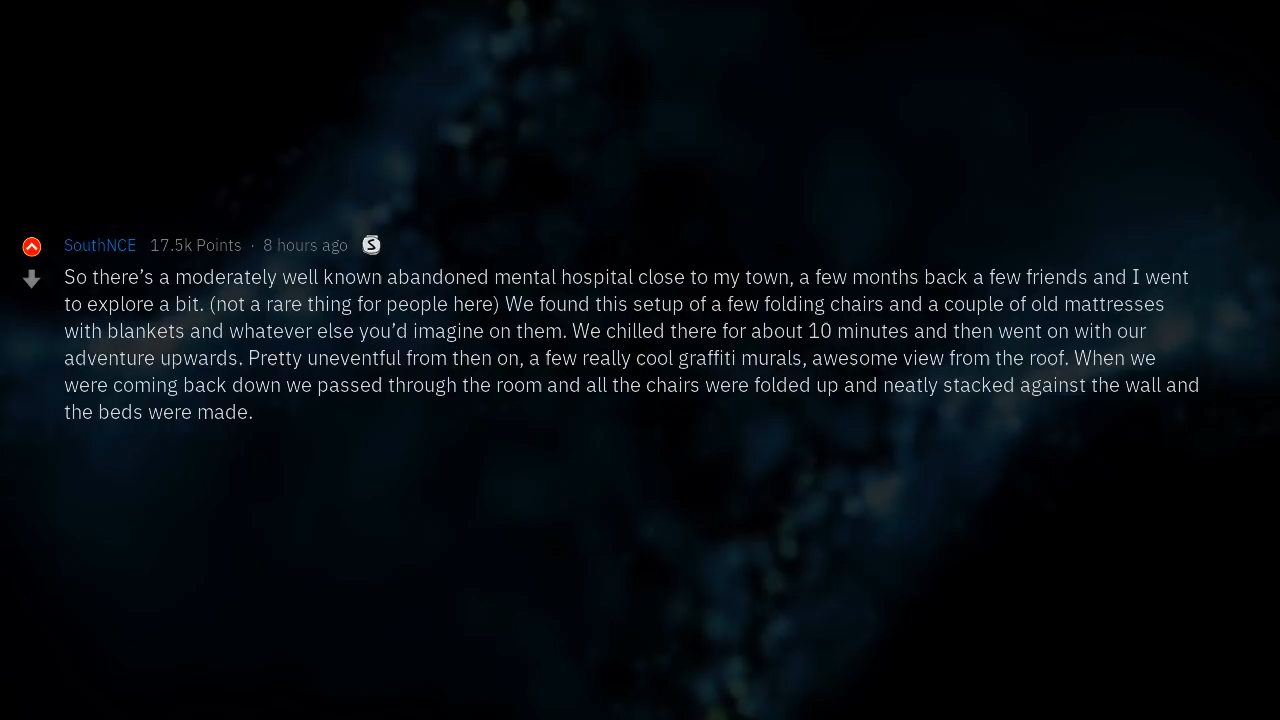 SouthNCE 17.5k Points · 8 hours ago S
So there’s a moderately well known abandoned mental hospital close to my town, a few months back a few friends and I went
to explore a bit. (not a rare thing for people here) We found this setup of a few folding chairs and a couple of old mattresses
with blankets and whatever else you’d imagine on them. We chilled there for about 10 minutes and then went on with our
adventure upwards. Pretty uneventful from then on, a few really cool graffiti murals, awesome view from the roof. When we
were coming back down we passed through the room and all the chairs were folded up and neatly stacked against the wall and
the beds were made.